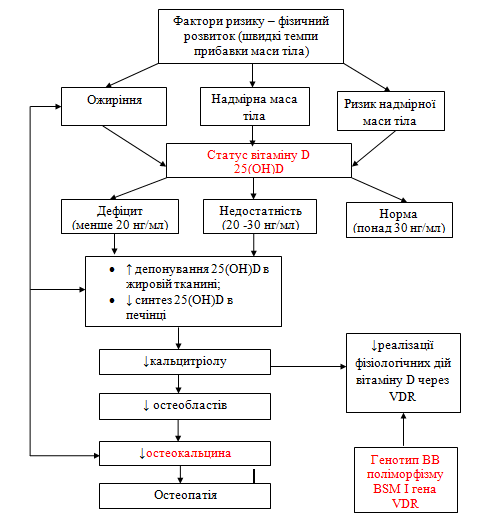 Фактори ризику – фізичний
розвиток (швидкі темпи
прибавки маси тіла)
Ожиріння
Надмірна маса
тіла
Ризик надмірної
маси тіла
Статус вітаміну D
25(OH)D
Дефіцит
(менше 20 нг/мл)
Недостатність
(20 -30 нг/мл)
Норма
(понад 30 нг/мл)
• ↑ депонування 25(OH)D в
жировій тканині;
• ↓ синтез 25(OH)D в
печінці
↓кальцитріолу
↓реалізації
фізіологічних дій
вітаміну D через
VDR
↓ остеобластів
↓остеокальцина
Генотип BB
поліморфізму
BSM I гена
VDR
Остеопатія